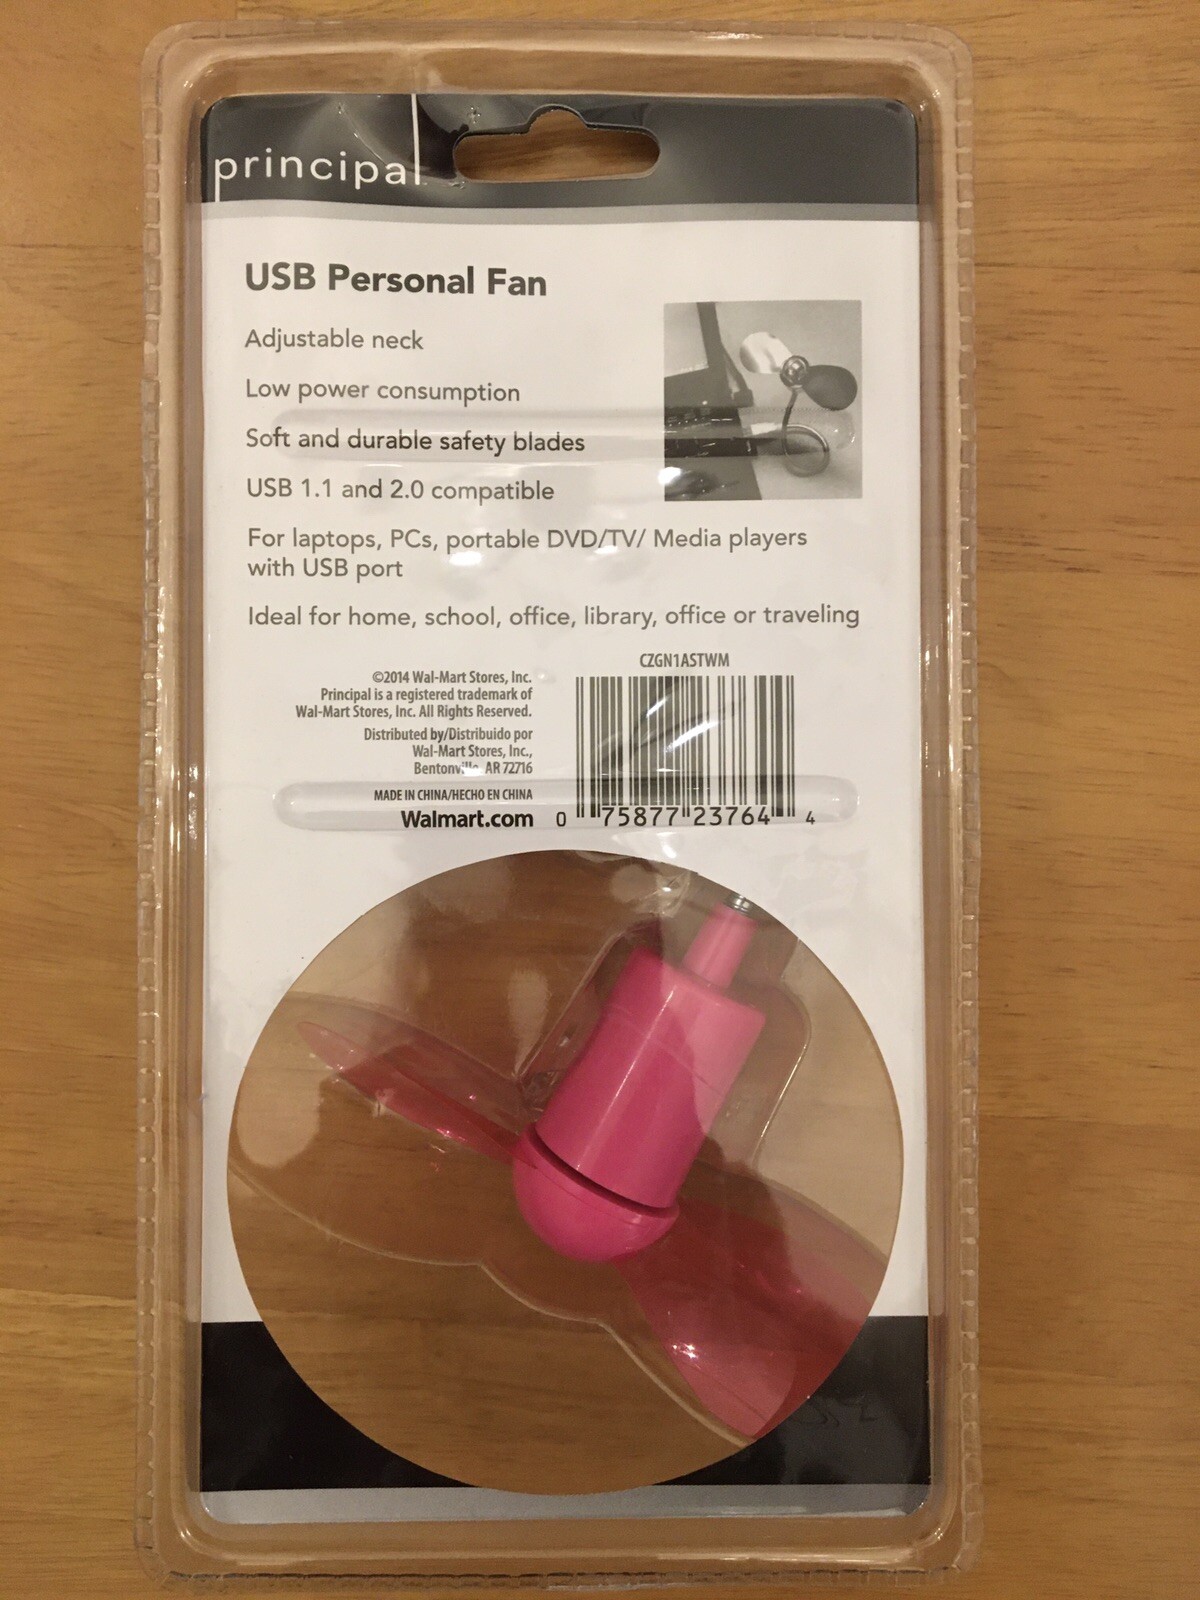 principal
USB Personal Fan
Adjustable neck
Low power consumption
Soft and durable safety blades
USB 1.1 and 2.0 compatible
For laptops, PCs, portable DVD/TV/ Media players
with USB port
Ideal for home, school, office, library, office or traveling
CZGN1ASTWM
©2014 Wal-Mart Stores, Inc.
Principal is a registered trademark of
Wal-Mart Stores, Inc. All Rights Reserved.
Distributed by/Distribuido por
Wal-Mart Stores, Inc.,
Bentonville, AR 72716
MADE IN CHINA/HECHO EN CHINA
Walmart.com
0 75877 23764 4